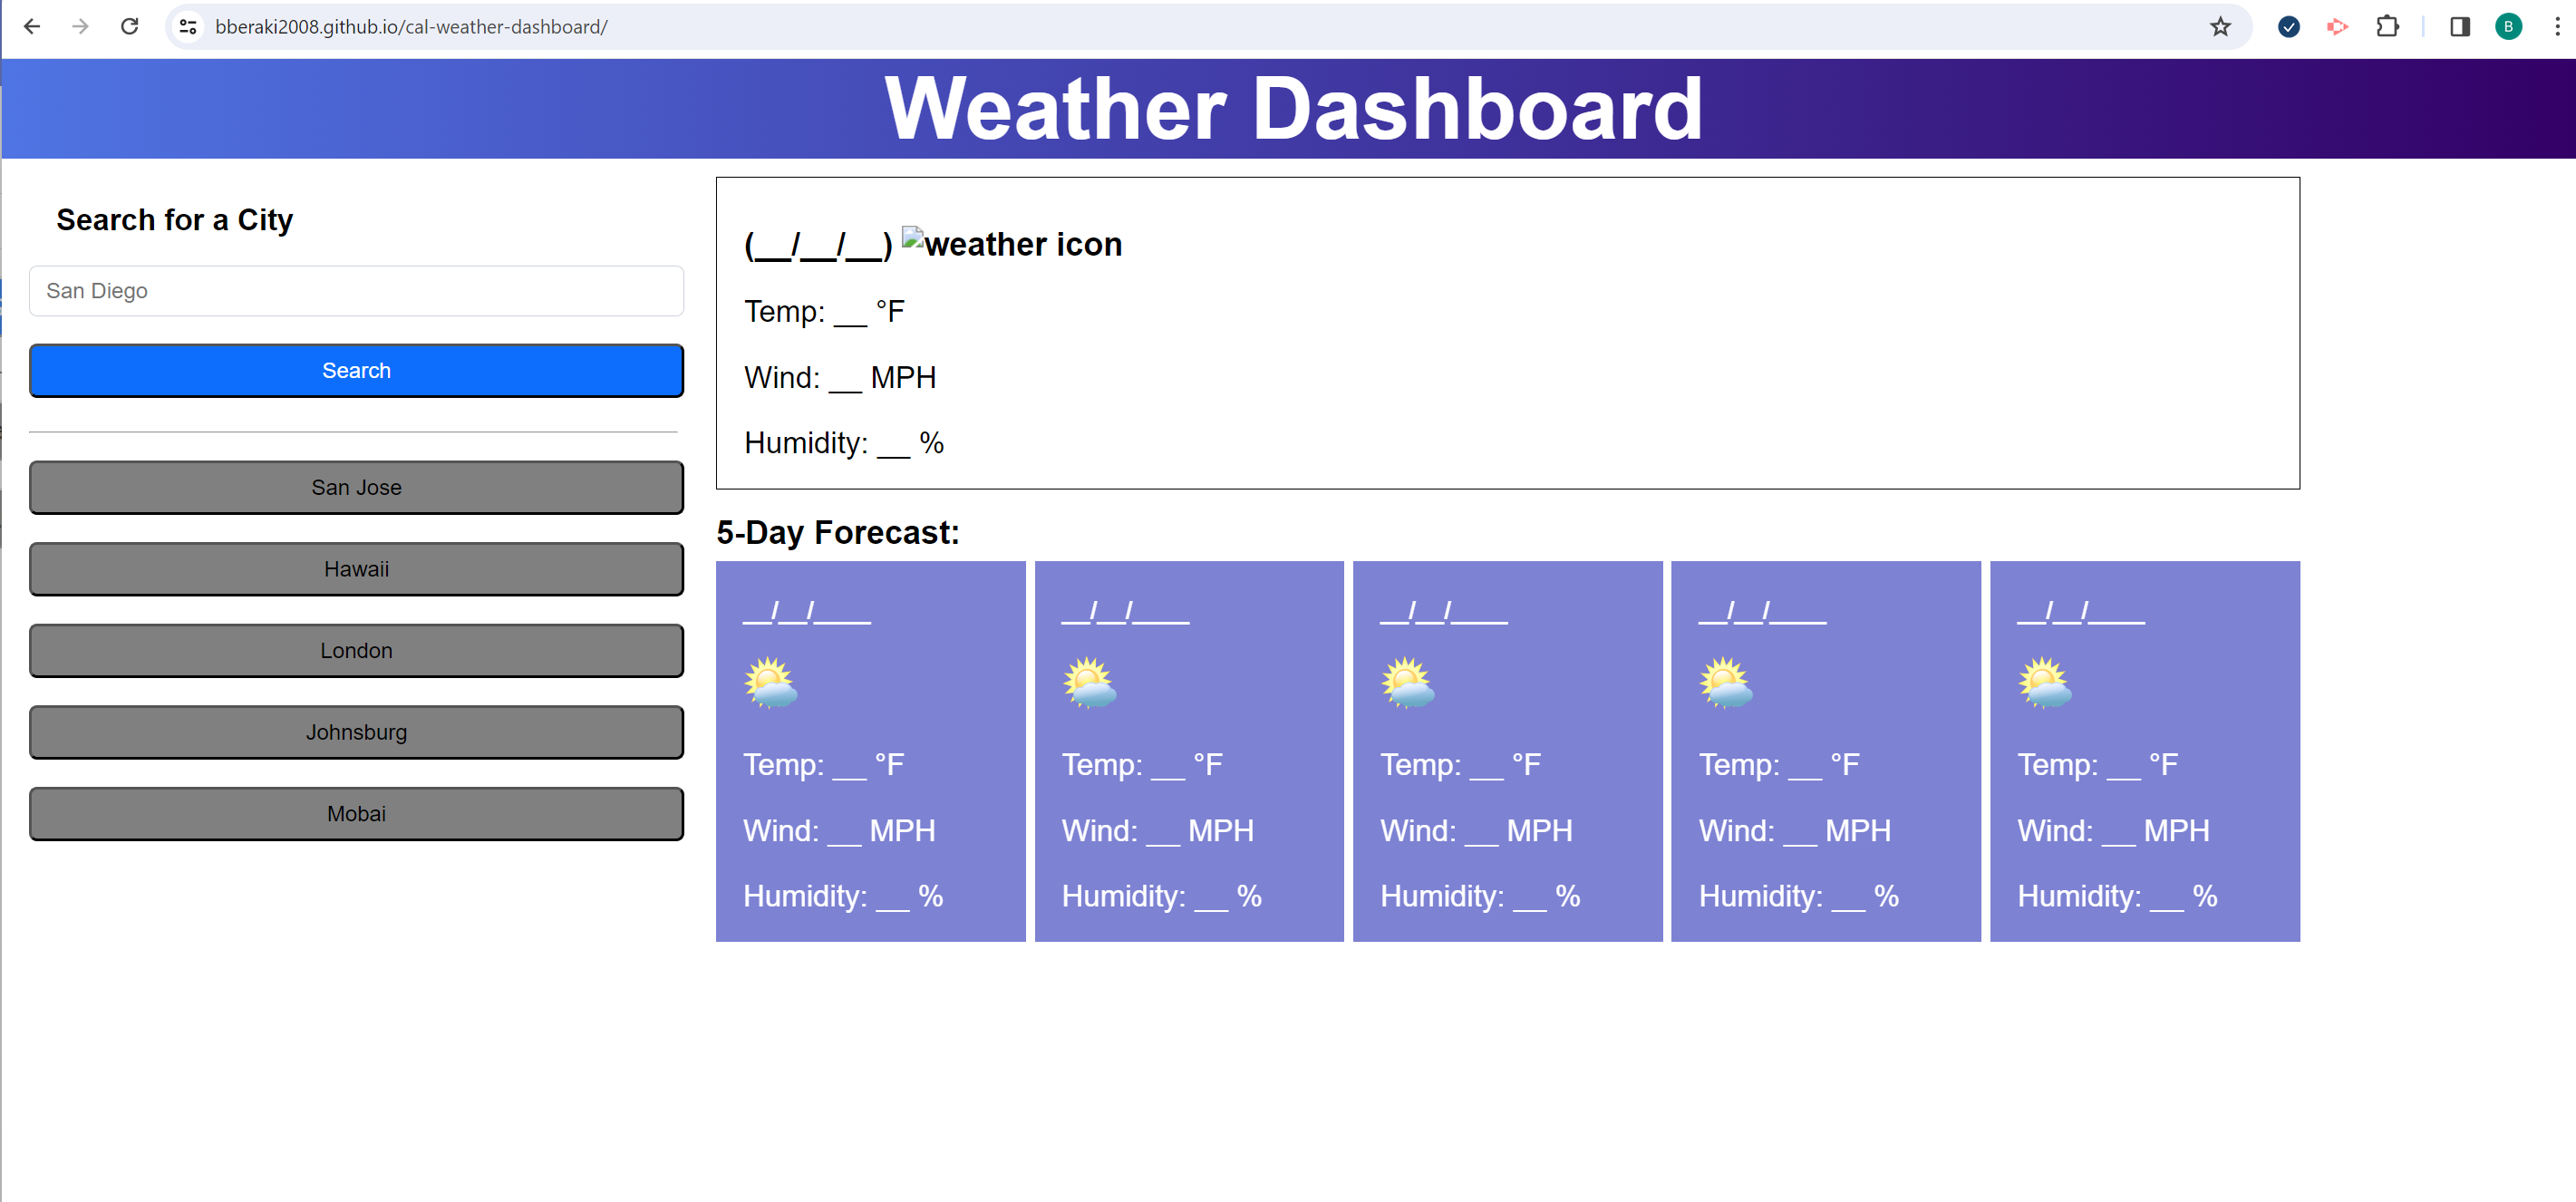 bberaki2008.github.io/cal-weather-dashboard/
B
Weather Dashboard
Search for a City
San Diego
Search
San Jose
Hawaii
London
Johnsburg
Mobai
(__/__/__) weather icon
Temp: __ °F
Wind: __ MPH
Humidity: __ %
5-Day Forecast:
__/__/____
Temp: __ °F
Wind: __ MPH
Humidity: __ %
__/__/____
Temp: __ °F
Wind: __ MPH
Humidity: __ %
__/__/____
Temp: __ °F
Wind: __ MPH
Humidity: __ %
__/__/____
Temp: __ °F
Wind: __ MPH
Humidity: __ %
__/__/____
Temp: __ °F
Wind: __ MPH
Humidity: __ %